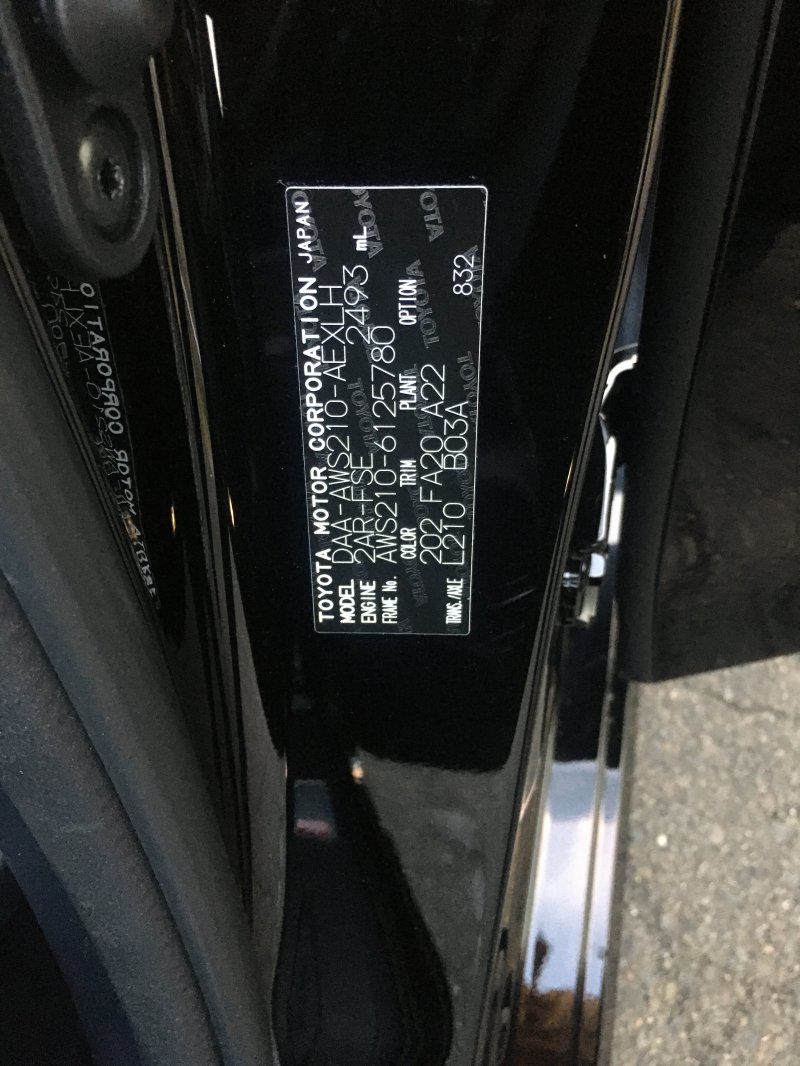 TOYOTA MOTOR CORPORATION JAPAN
MODEL DAA-AWS210-AEXLH
ENGINE 2AR-FSE 2493 mL
FRAME No. AWS210-6125780
COLOR TRIM PLANT OPTION
202 FA20 A22
TRNS./AXLE L210 B03A 832